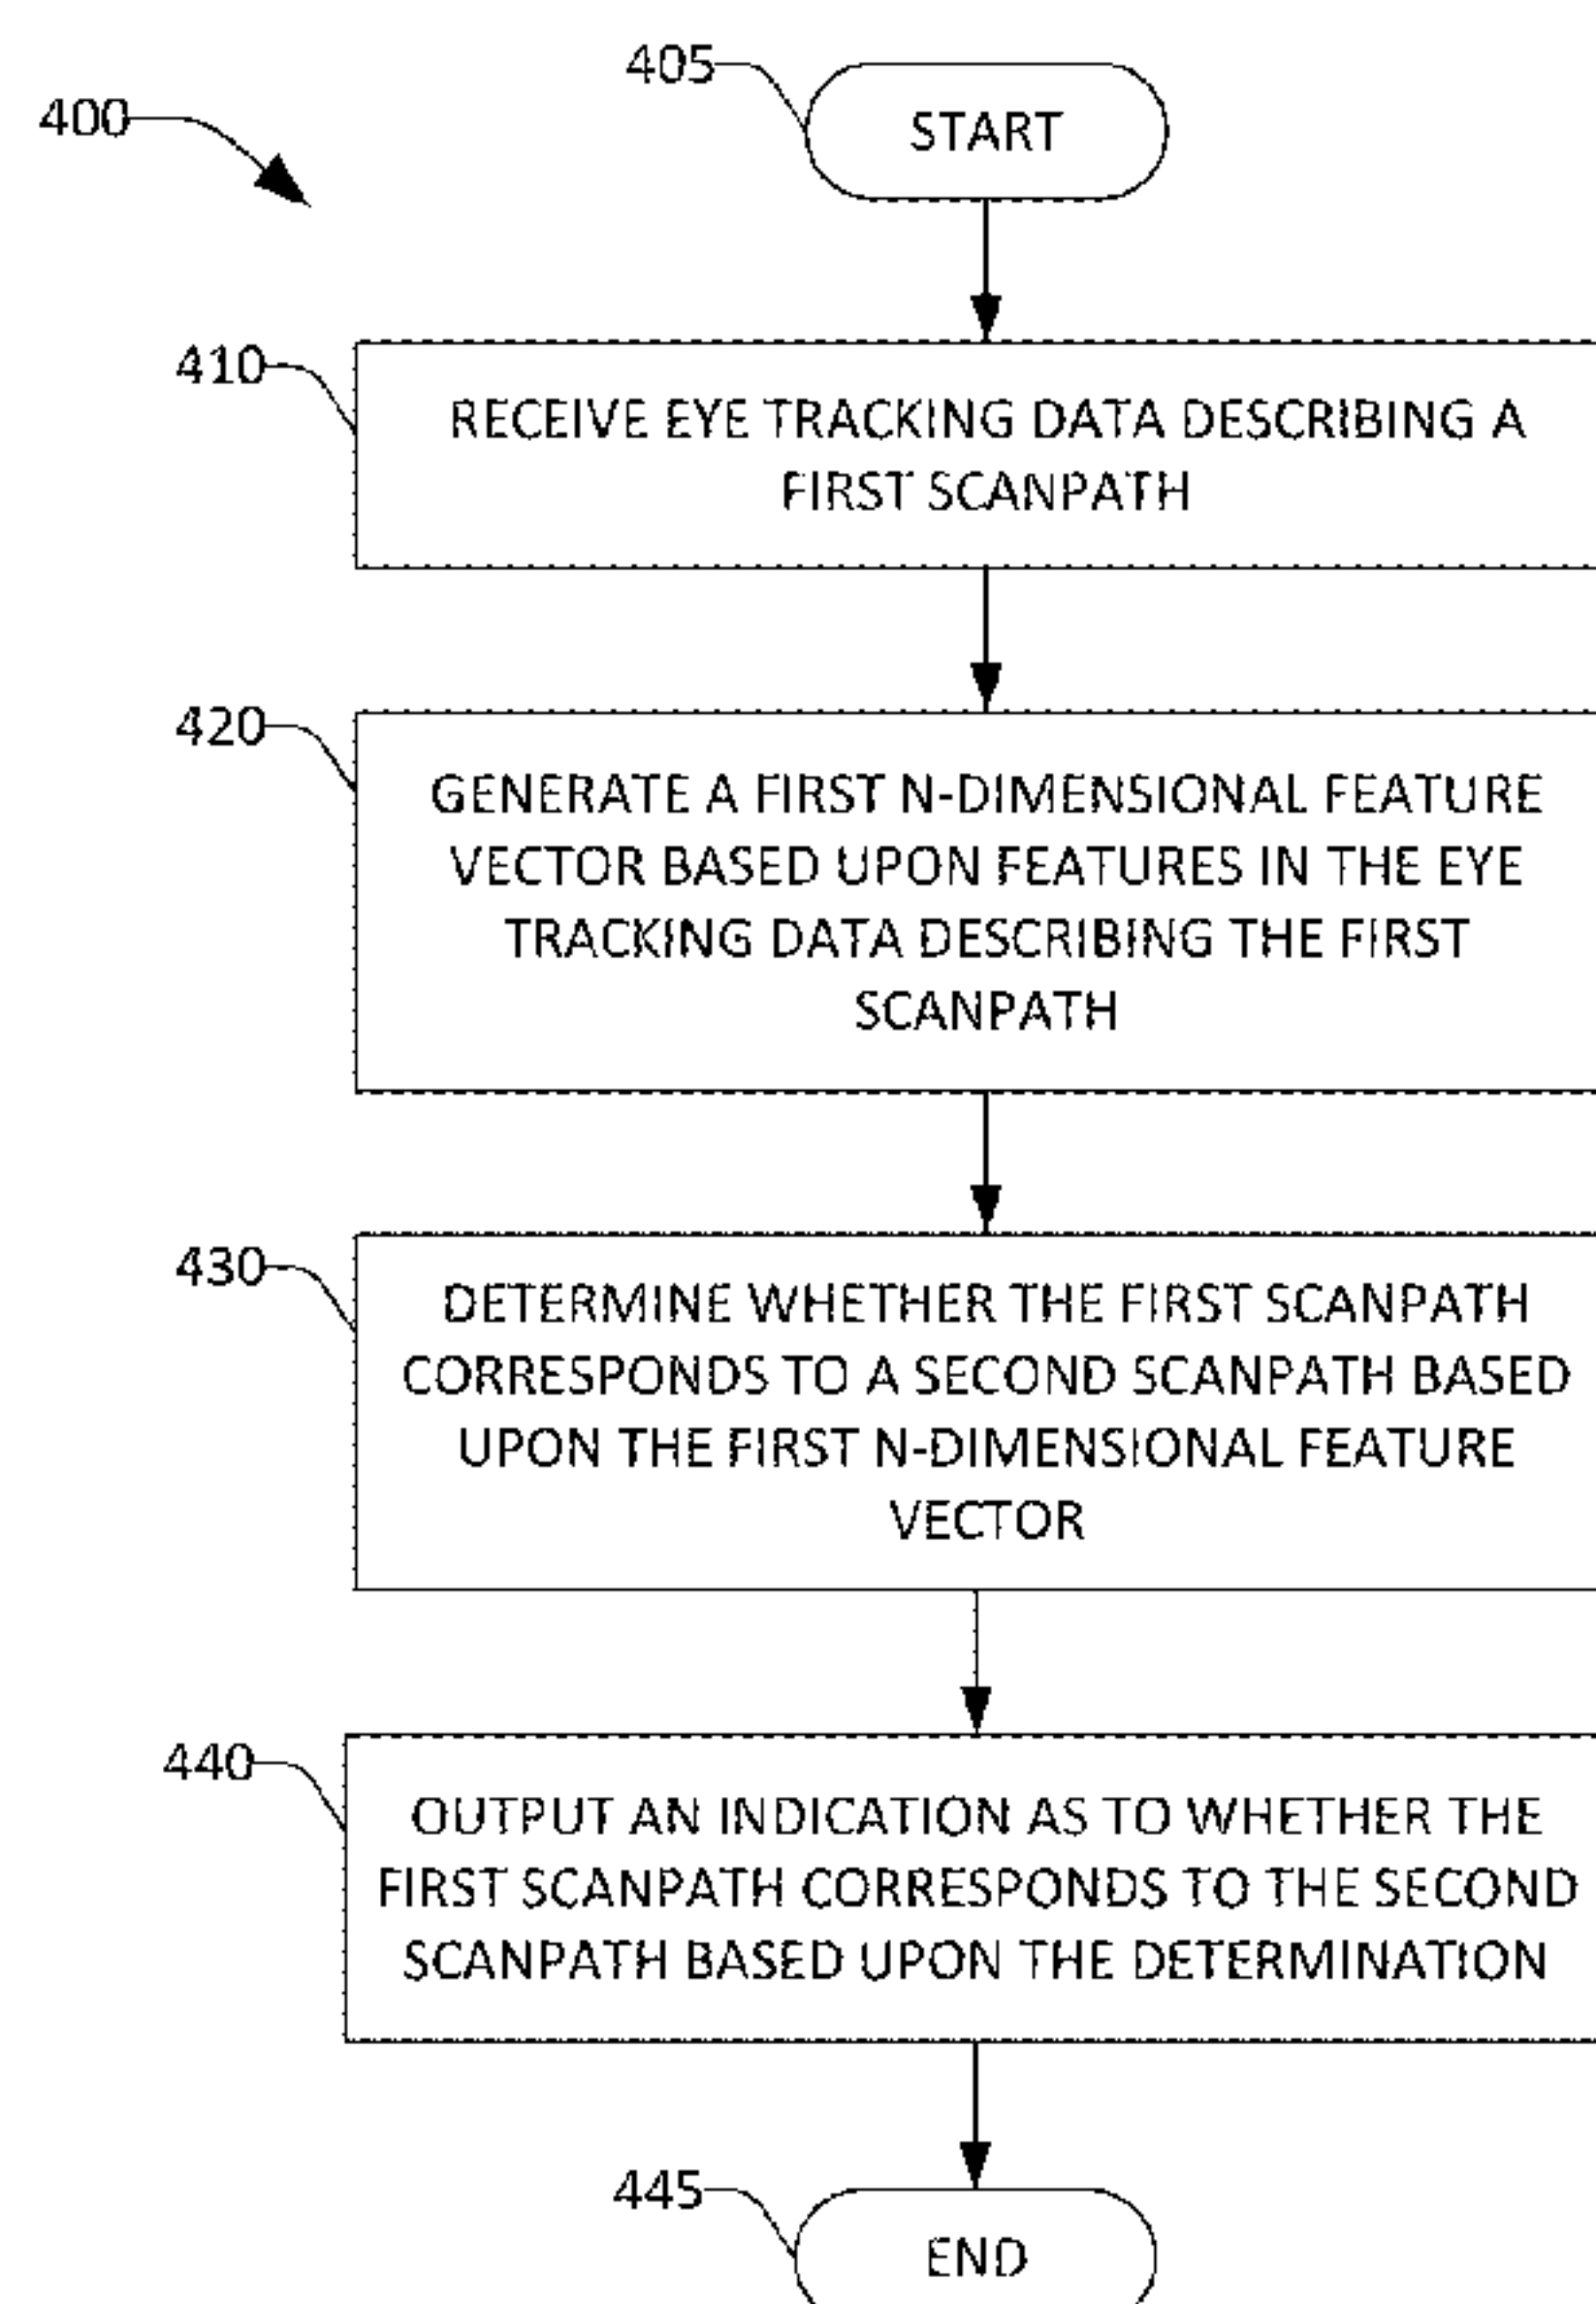 405
START
400
410
RECEIVE EYE TRACKING DATA DESCRIBING A
FIRST SCANPATH
420
GENERATE A FIRST N-DIMENSIONAL FEATURE
VECTOR BASED UPON FEATURES IN THE EYE
TRACKING DATA DESCRIBING THE FIRST
SCANPATH
430
DETERMINE WHETHER THE FIRST SCANPATH
CORRESPONDS TO A SECOND SCANPATH BASED
UPON THE FIRST N-DIMENSIONAL FEATURE
VECTOR
440
OUTPUT AN INDICATION AS TO WHETHER THE
FIRST SCANPATH CORRESPONDS TO THE SECOND
SCANPATH BASED UPON THE DETERMINATION
445
END